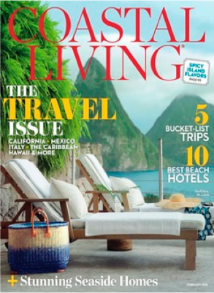 COASTAL
LIVING
SPICY
ISLAND
FLAVORS
THE
TRAVEL
ISSUE
CALIFORNIA • MEXICO
ITALY • THE CARIBBEAN
HAWAII & MORE
5
BUCKET-LIST
TRIPS
10
BEST BEACH
HOTELS
+ Stunning Seaside Homes